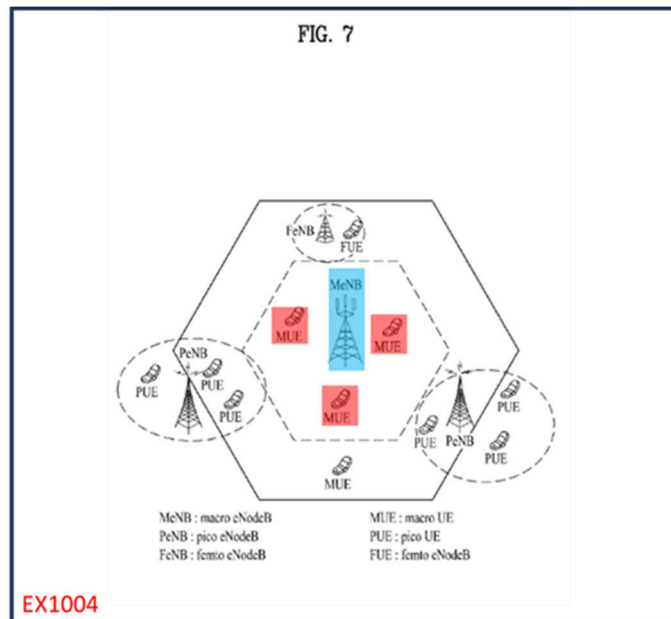 FIG. 7
FeNB
FUE
MeNB
MUE
MUE
PeNB
PUE
PUE
PUE
MUE
PUE
PUE
PeNB
PUE
MUE
MeNB : macro eNodeB
MUE : macro UE
PeNB : pico eNodeB
PUE : pico UE
FeNB : femto eNodeB
FUE : femto eNodeB
EX1004